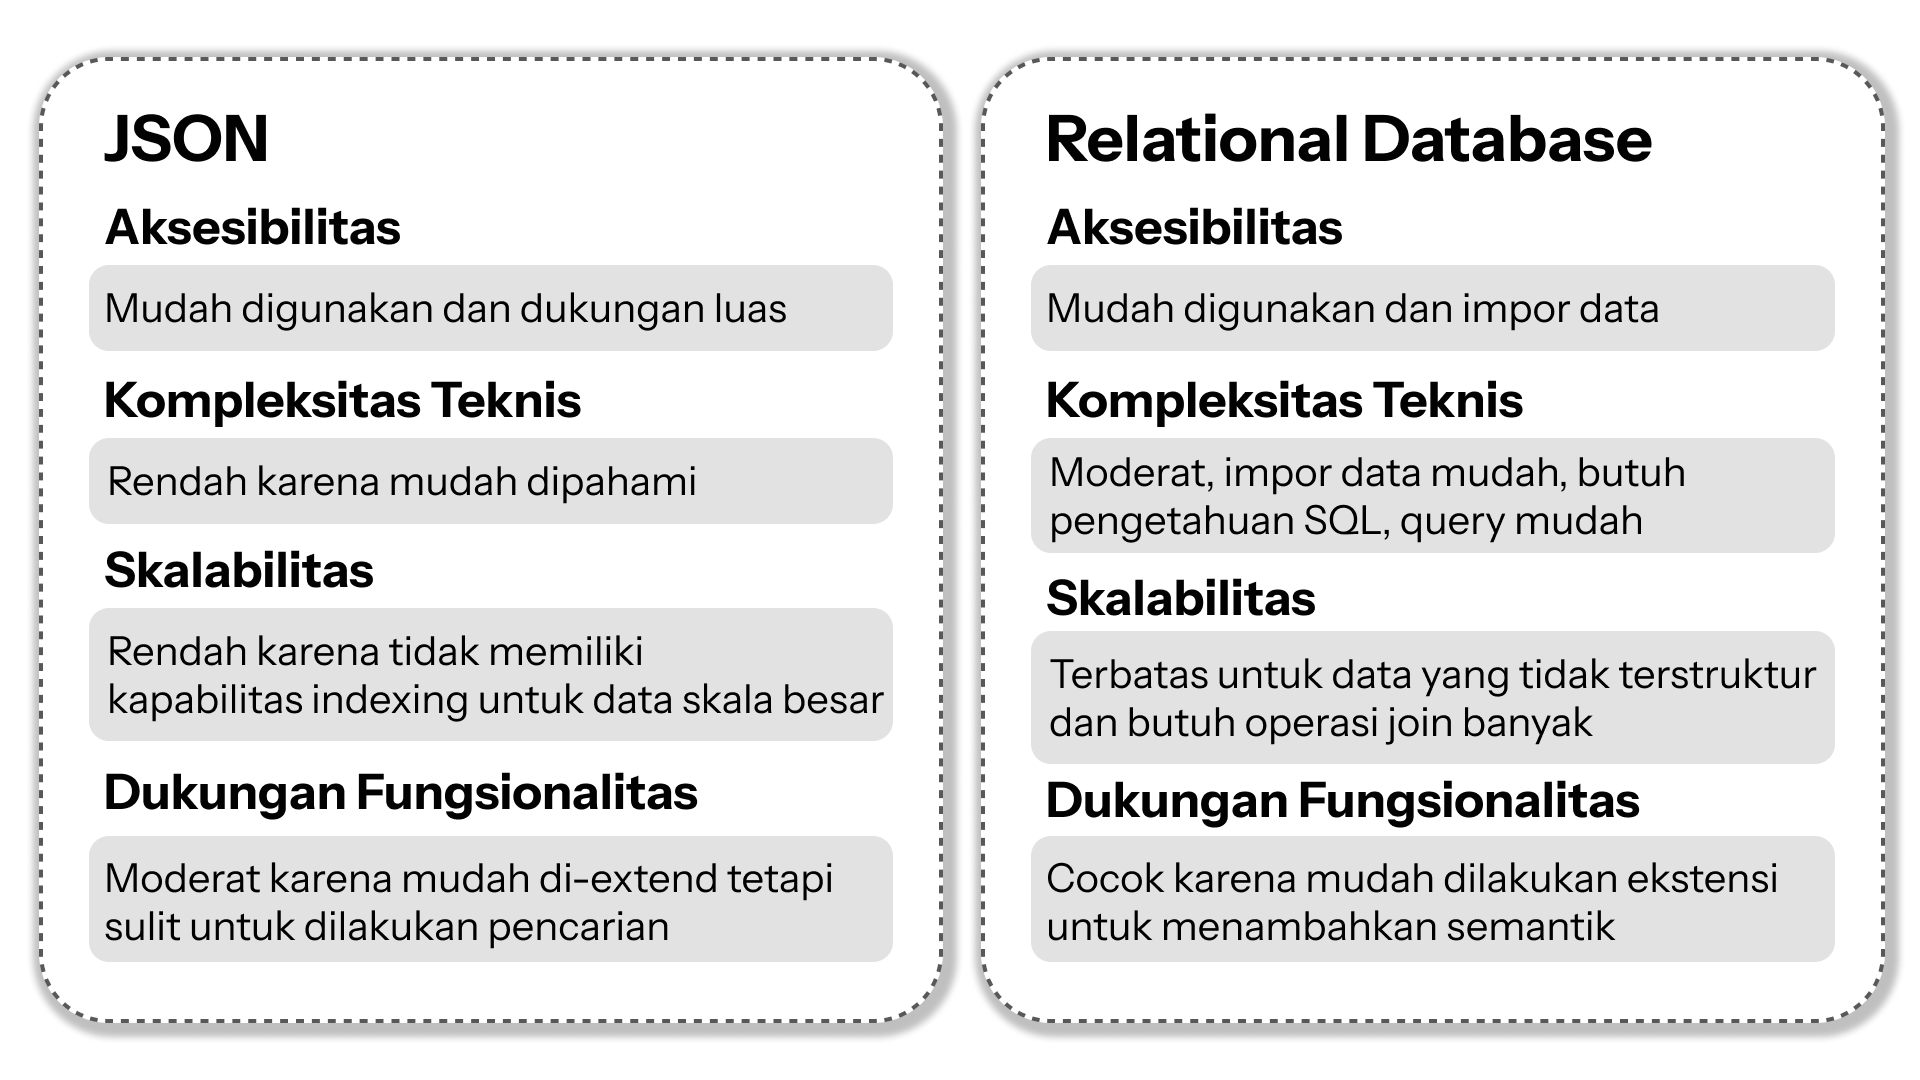 JSON
Aksesibilitas
Mudah digunakan dan dukungan luas
Kompleksitas Teknis
Rendah karena mudah dipahami
Skalabilitas
Rendah karena tidak memiliki
kapabilitas indexing untuk data skala besar
Dukungan Fungsionalitas
Moderat karena mudah di-extend tetapi
sulit untuk dilakukan pencarian
Relational Database
Aksesibilitas
Mudah digunakan dan impor data
Kompleksitas Teknis
Moderat, impor data mudah, butuh
pengetahuan SQL, query mudah
Skalabilitas
Terbatas untuk data yang tidak terstruktur
dan butuh operasi join banyak
Dukungan Fungsionalitas
Cocok karena mudah dilakukan ekstensi
untuk menambahkan semantik